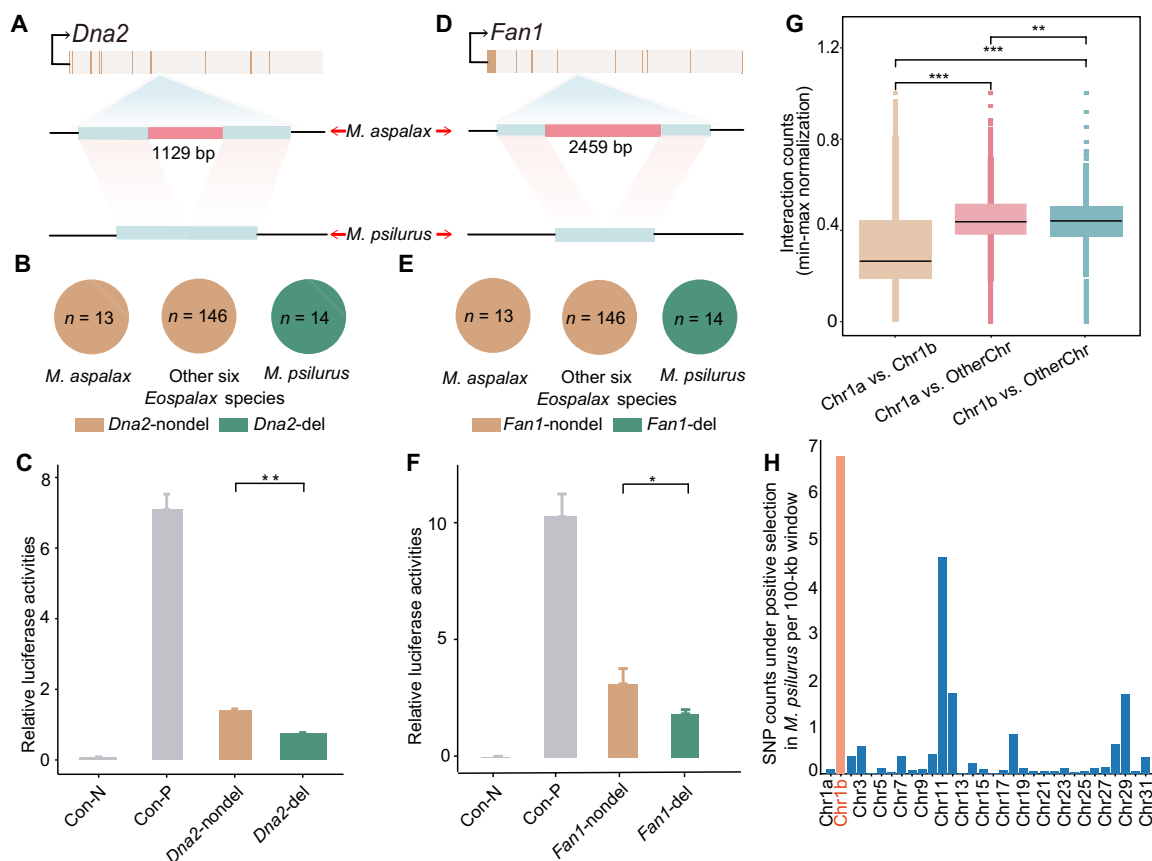 A
Dna2
1129 bp
M. aspalax
M. psilurus
D
Fan1
2459 bp
B
n = 13
n = 146
n = 14
M. aspalax
Other six
Eospalax species
M. psilurus
Dna2-nondel
Dna2-del
E
n = 13
n = 146
n = 14
M. aspalax
Other six
Eospalax species
M. psilurus
Fan1-nondel
Fan1-del
C
Relative luciferase activities
8
6
4
2
0
**
Con-N
Con-P
Dna2-nondel
Dna2-del
F
Relative luciferase activities
10
5
0
*
Con-N
Con-P
Fan1-nondel
Fan1-del
G
Interaction counts
(min-max normalization)
1.2
0.8
0.4
0
**
***
***
Chr1a vs. Chr1b
Chr1a vs. OtherChr
Chr1b vs. OtherChr
H
SNP counts under positive selection
in M. psilurus per 100-kb window
7
6
5
4
3
2
1
0
Chr1a
Chr1b
Chr3
Chr5
Chr7
Chr9
Chr11
Chr13
Chr15
Chr17
Chr19
Chr21
Chr23
Chr25
Chr27
Chr29
Chr31